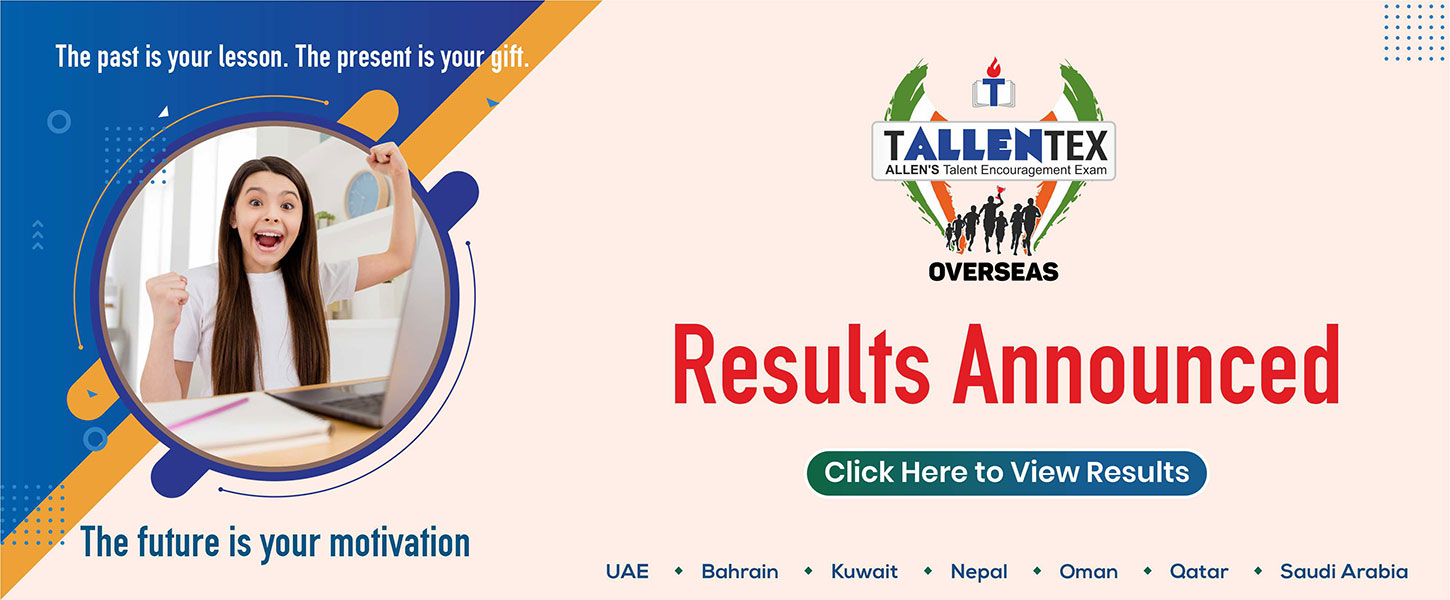 The past is your lesson. The present is your gift.
The future is your motivation
T
TALLENTEX
ALLEN'S Talent Encouragement Exam
OVERSEAS
Results Announced
Click Here to View Results
UAE • Bahrain • Kuwait • Nepal • Oman • Qatar • Saudi Arabia